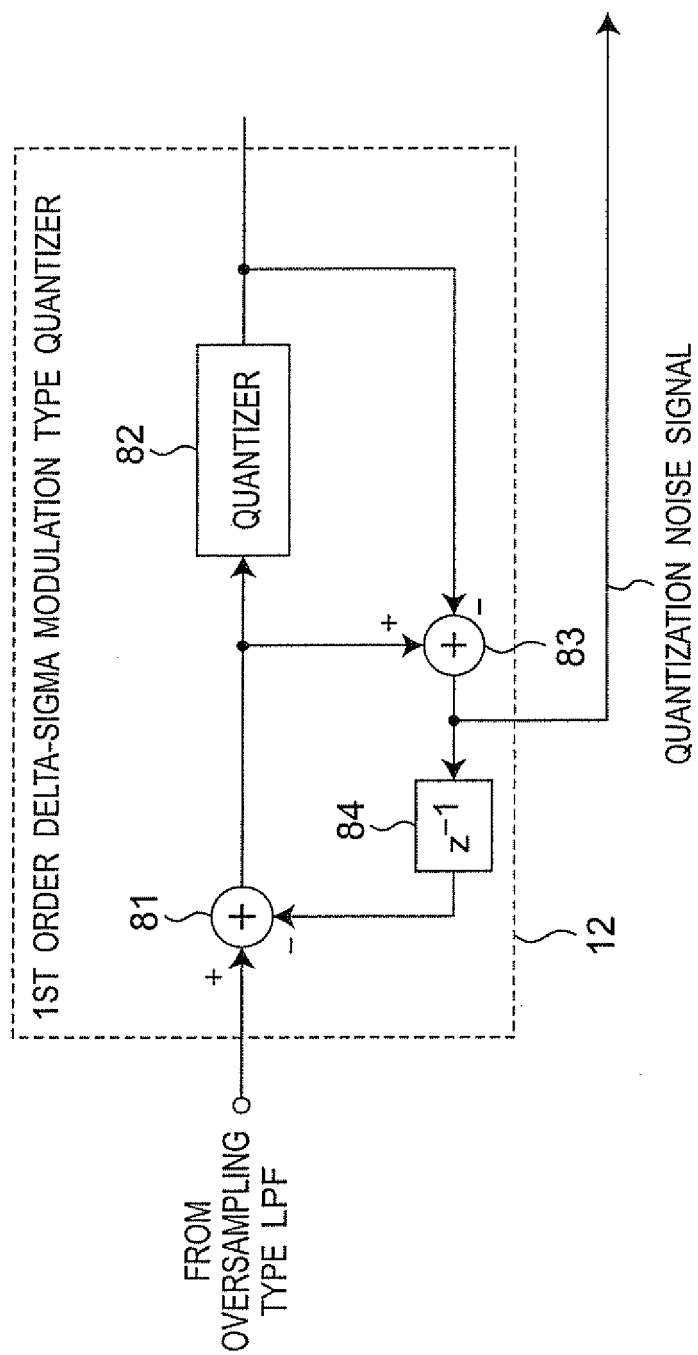 1ST ORDER DELTA-SIGMA MODULATION TYPE QUANTIZER
82
QUANTIZER
81
+
+
-
FROM
OVERSAMPLING
TYPE LPF
+
+
-
83
84
z⁻¹
12
QUANTIZATION NOISE SIGNAL